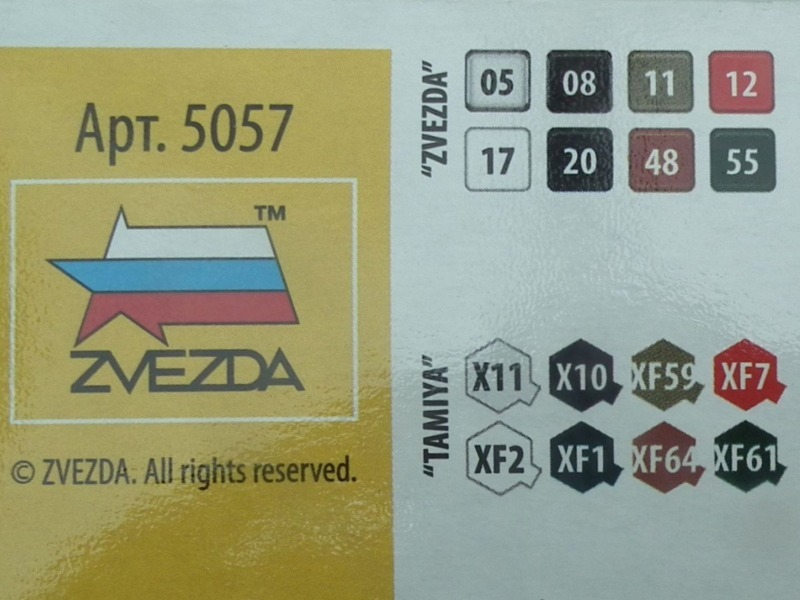 Арт. 5057
TM
ZVEZDA
© ZVEZDA. All rights reserved.
"ZVEZDA"
05 08 11 12
17 20 48 55
"TAMIYA"
X11 X10 XF59 XF7
XF2 XF1 XF64 XF61